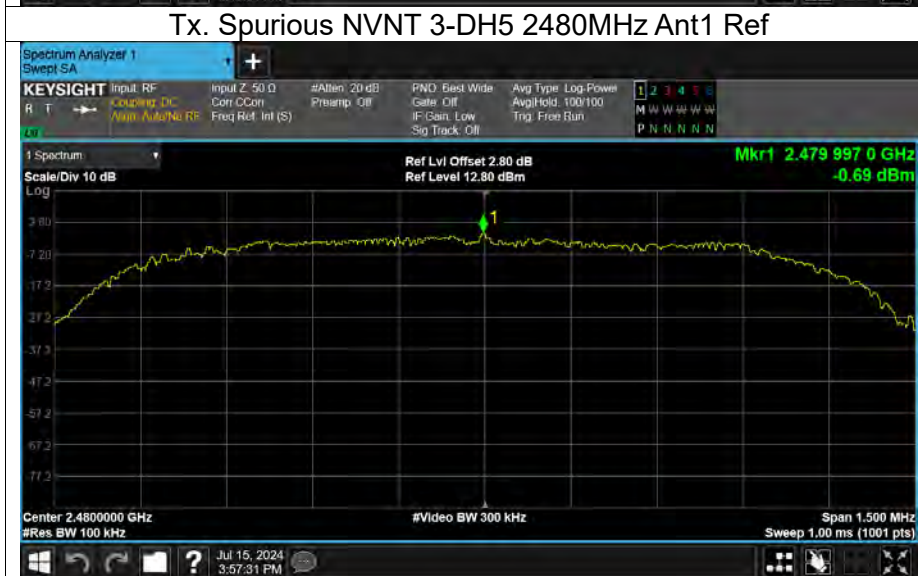 Tx. Spurious NVNT 3-DH5 2480MHz Ant1 Ref
Spectrum Analyzer 1
Swept SA
+
KEYSIGHT Input: RF Input Z: 50 Ω #Atten: 20 dB PNO: Best Wide Avg Type: Log-Power 1 2 3 4 5 6
R T Coupling: DC Corr CCorr Preamp: Off Gate: Off Avg|Hold: 100/100 M W W W W W
Align: Auto/No RF Freq Ref: Int (S) IF Gain: Low Trig: Free Run
Sig Track: Off P N N N N N
1 Spectrum Ref Lvl Offset 2.80 dB Mkr1 2.479 997 0 GHz
Scale/Div 10 dB Ref Level 12.80 dBm -0.69 dBm
Log
1
-7.20
-17.2
-27.2
-37.2
-47.2
-57.2
-67.2
-77.2
Center 2.4800000 GHz #Video BW 300 kHz Span 1.500 MHz
#Res BW 100 kHz Sweep 1.00 ms (1001 pts)
? Jul 15, 2024
3:57:31 PM